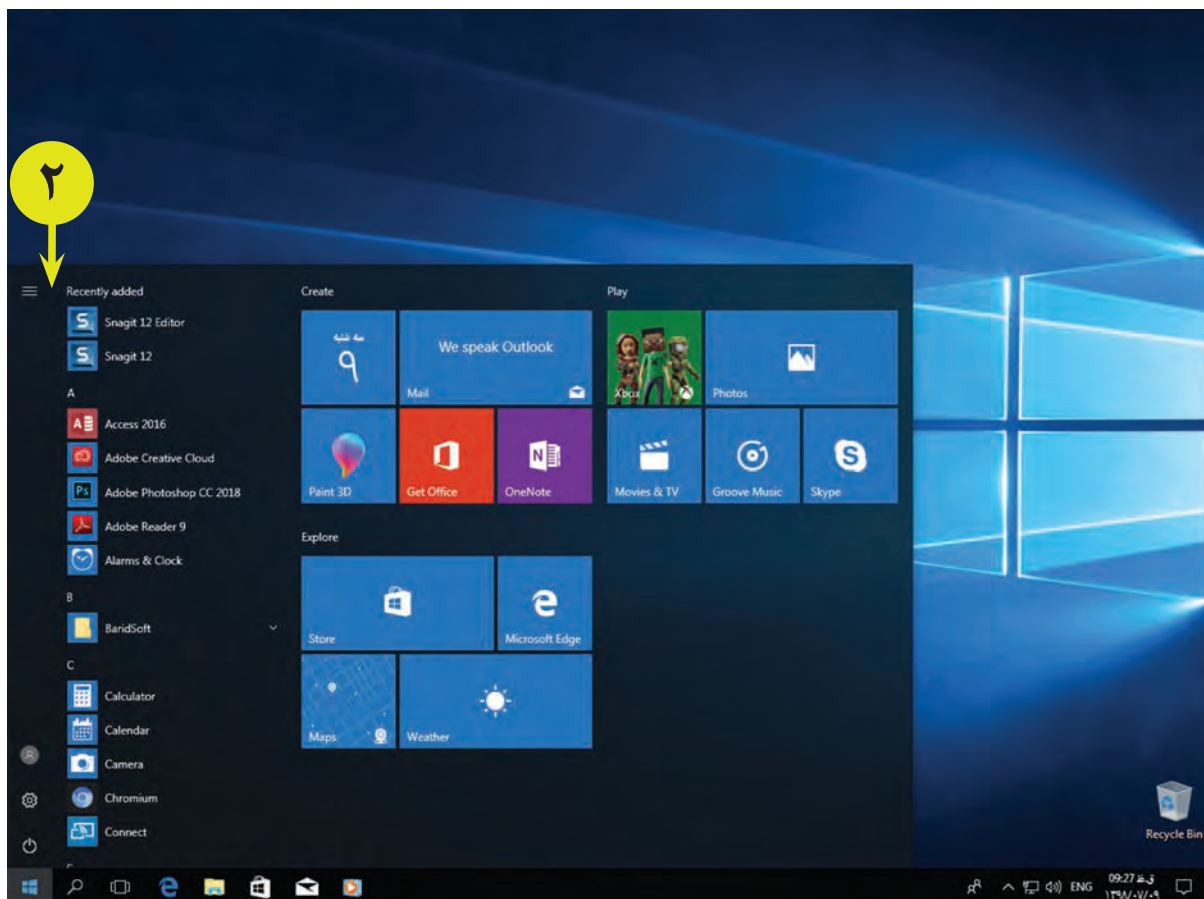 ۲
Recently added
Snagit 12 Editor
Snagit 12
A
Access 2016
Adobe Creative Cloud
Adobe Photoshop CC 2018
Adobe Reader 9
Alarms & Clock
B
BaridSoft
C
Calculator
Calendar
Camera
Chromium
Connect
Create
سه شنبه
۹
We speak Outlook
Mail
Paint 3D
Get Office
OneNote
Explore
Store
Microsoft Edge
Maps
Weather
Play
Xbox
Photos
Movies & TV
Groove Music
Skype
Recycle Bin
ENG
09:27 ق.ظ
۱۳۹۸/۰۷/۰۹